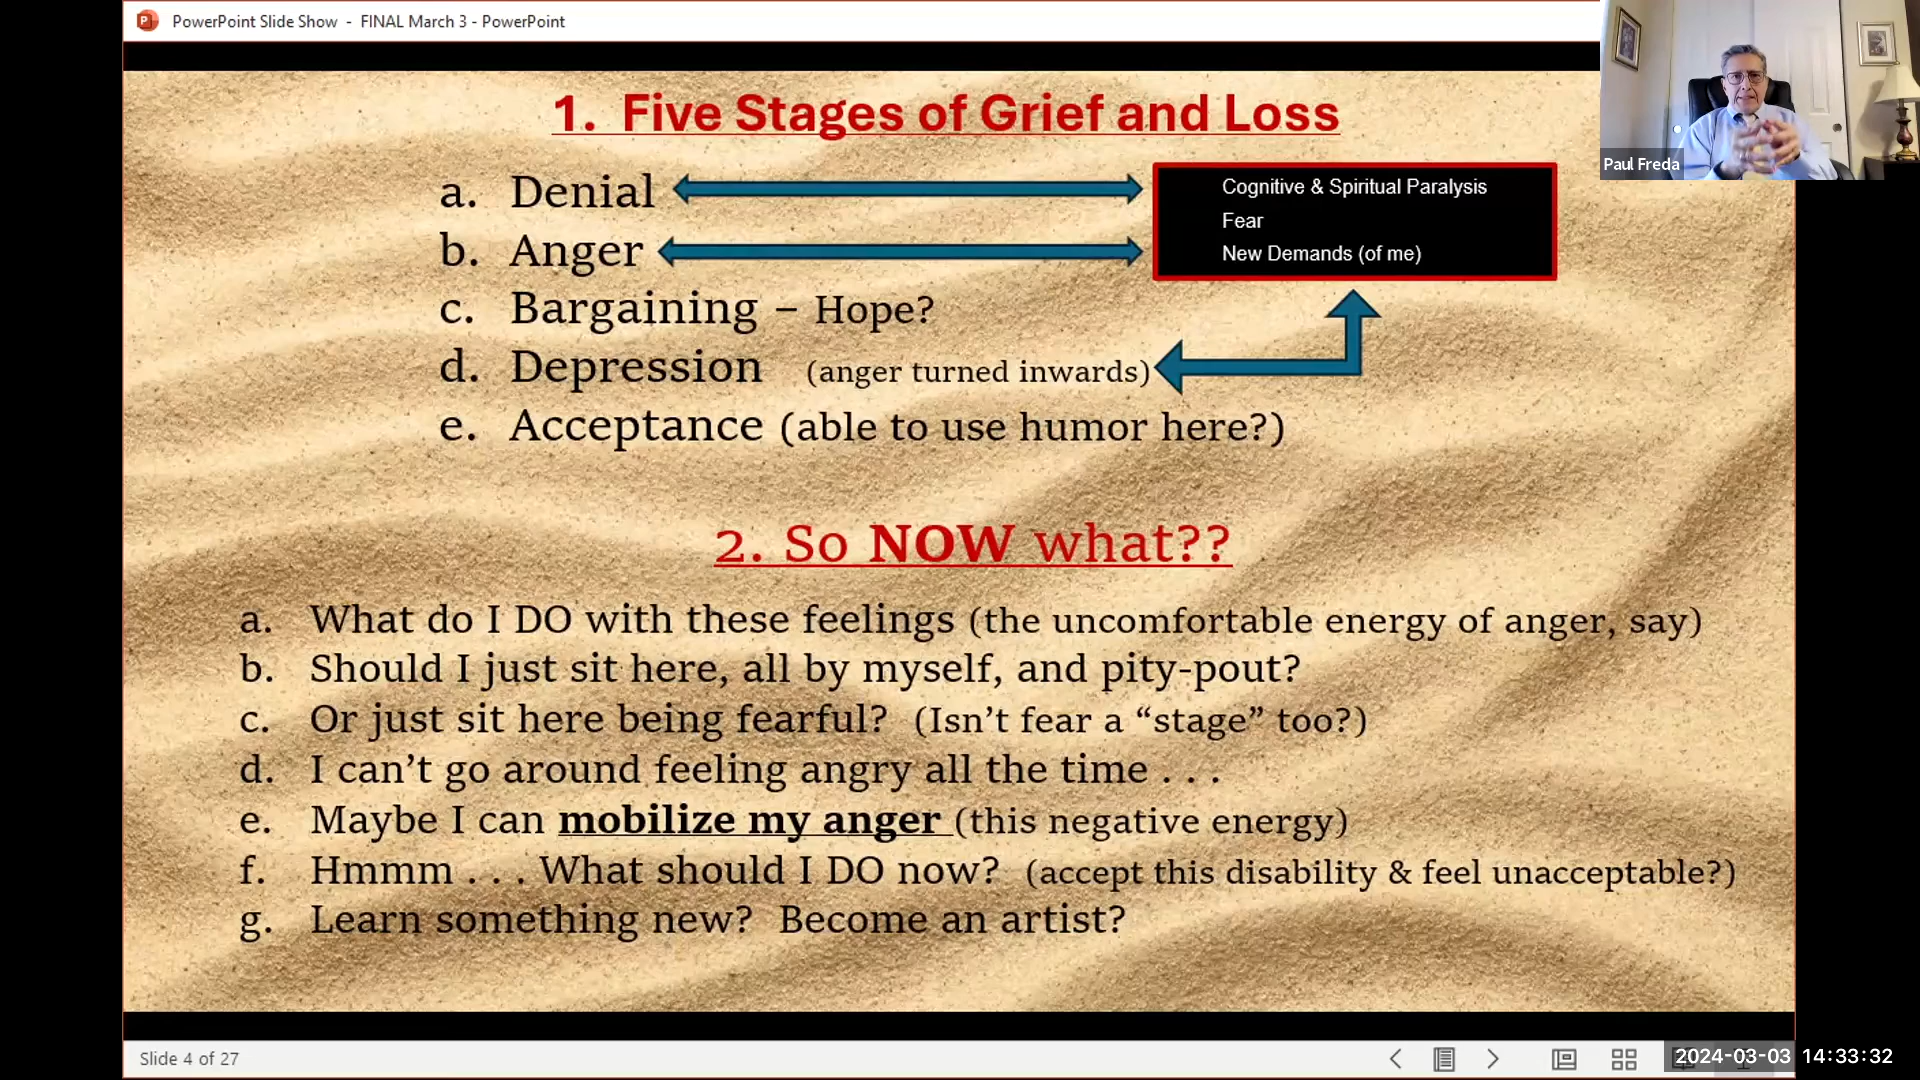 PowerPoint Slide Show - FINAL March 3 - PowerPoint
Paul Freda
1. Five Stages of Grief and Loss
a. Denial
b. Anger
c. Bargaining – Hope?
d. Depression (anger turned inwards)
e. Acceptance (able to use humor here?)
Cognitive & Spiritual Paralysis
Fear
New Demands (of me)
2. So NOW what??
a. What do I DO with these feelings (the uncomfortable energy of anger, say)
b. Should I just sit here, all by myself, and pity-pout?
c. Or just sit here being fearful? (Isn’t fear a “stage” too?)
d. I can’t go around feeling angry all the time . . .
e. Maybe I can mobilize my anger (this negative energy)
f. Hmmm . . . What should I DO now? (accept this disability & feel unacceptable?)
g. Learn something new? Become an artist?
Slide 4 of 27
2024-03-03 14:33:32